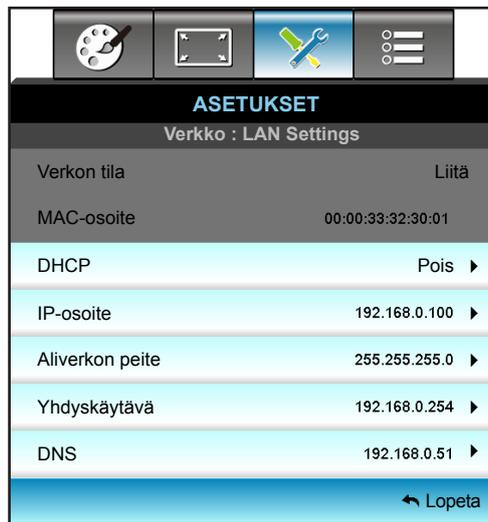 ASETUKSET
Verkko : LAN Settings
Verkon tila Liitä
MAC-osoite 00:00:33:32:30:01
DHCP Pois
IP-osoite 192.168.0.100
Aliverkon peite 255.255.255.0
Yhdyskäytävä 192.168.0.254
DNS 192.168.0.51
Lopeta